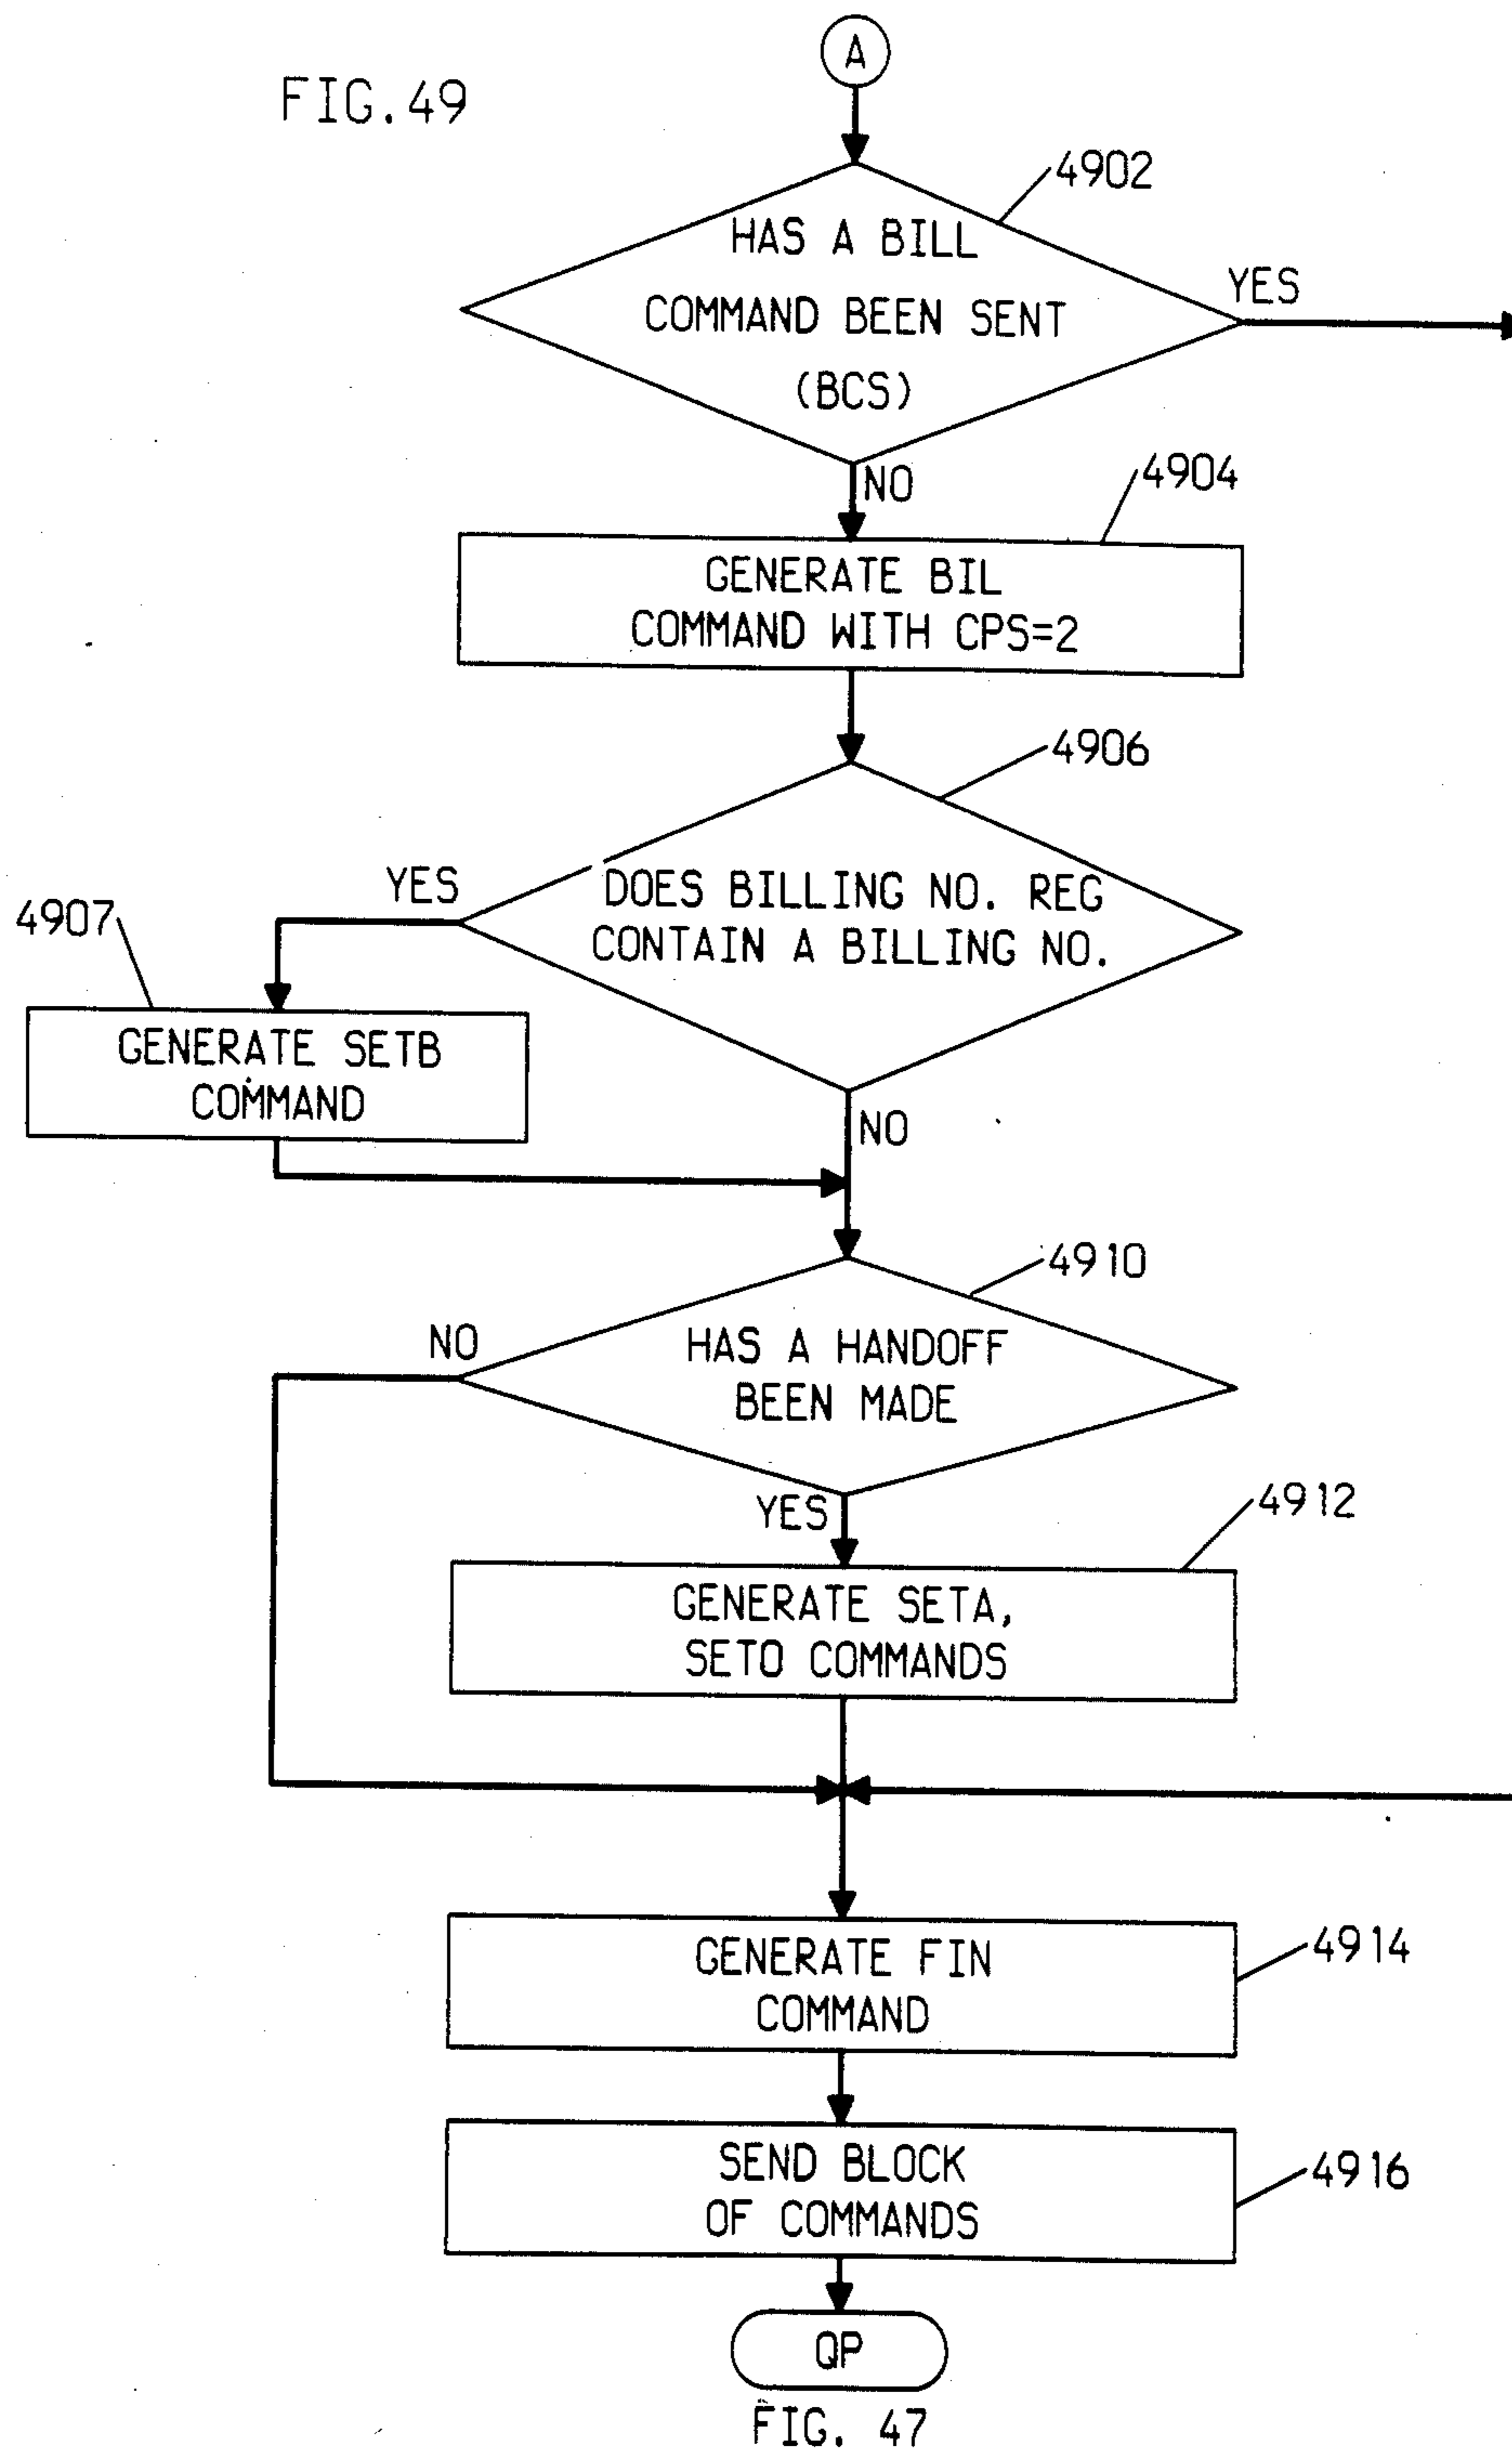 A
FIG.49
4902
HAS A BILL
COMMAND BEEN SENT
(BCS)
YES
NO
4904
GENERATE BIL
COMMAND WITH CPS=2
4906
DOES BILLING NO. REG
CONTAIN A BILLING NO.
YES
4907
GENERATE SETB
COMMAND
NO
4910
HAS A HANDOFF
BEEN MADE
NO
YES
4912
GENERATE SETA,
SETO COMMANDS
GENERATE FIN
COMMAND
4914
SEND BLOCK
OF COMMANDS
4916
QP
FIG. 47